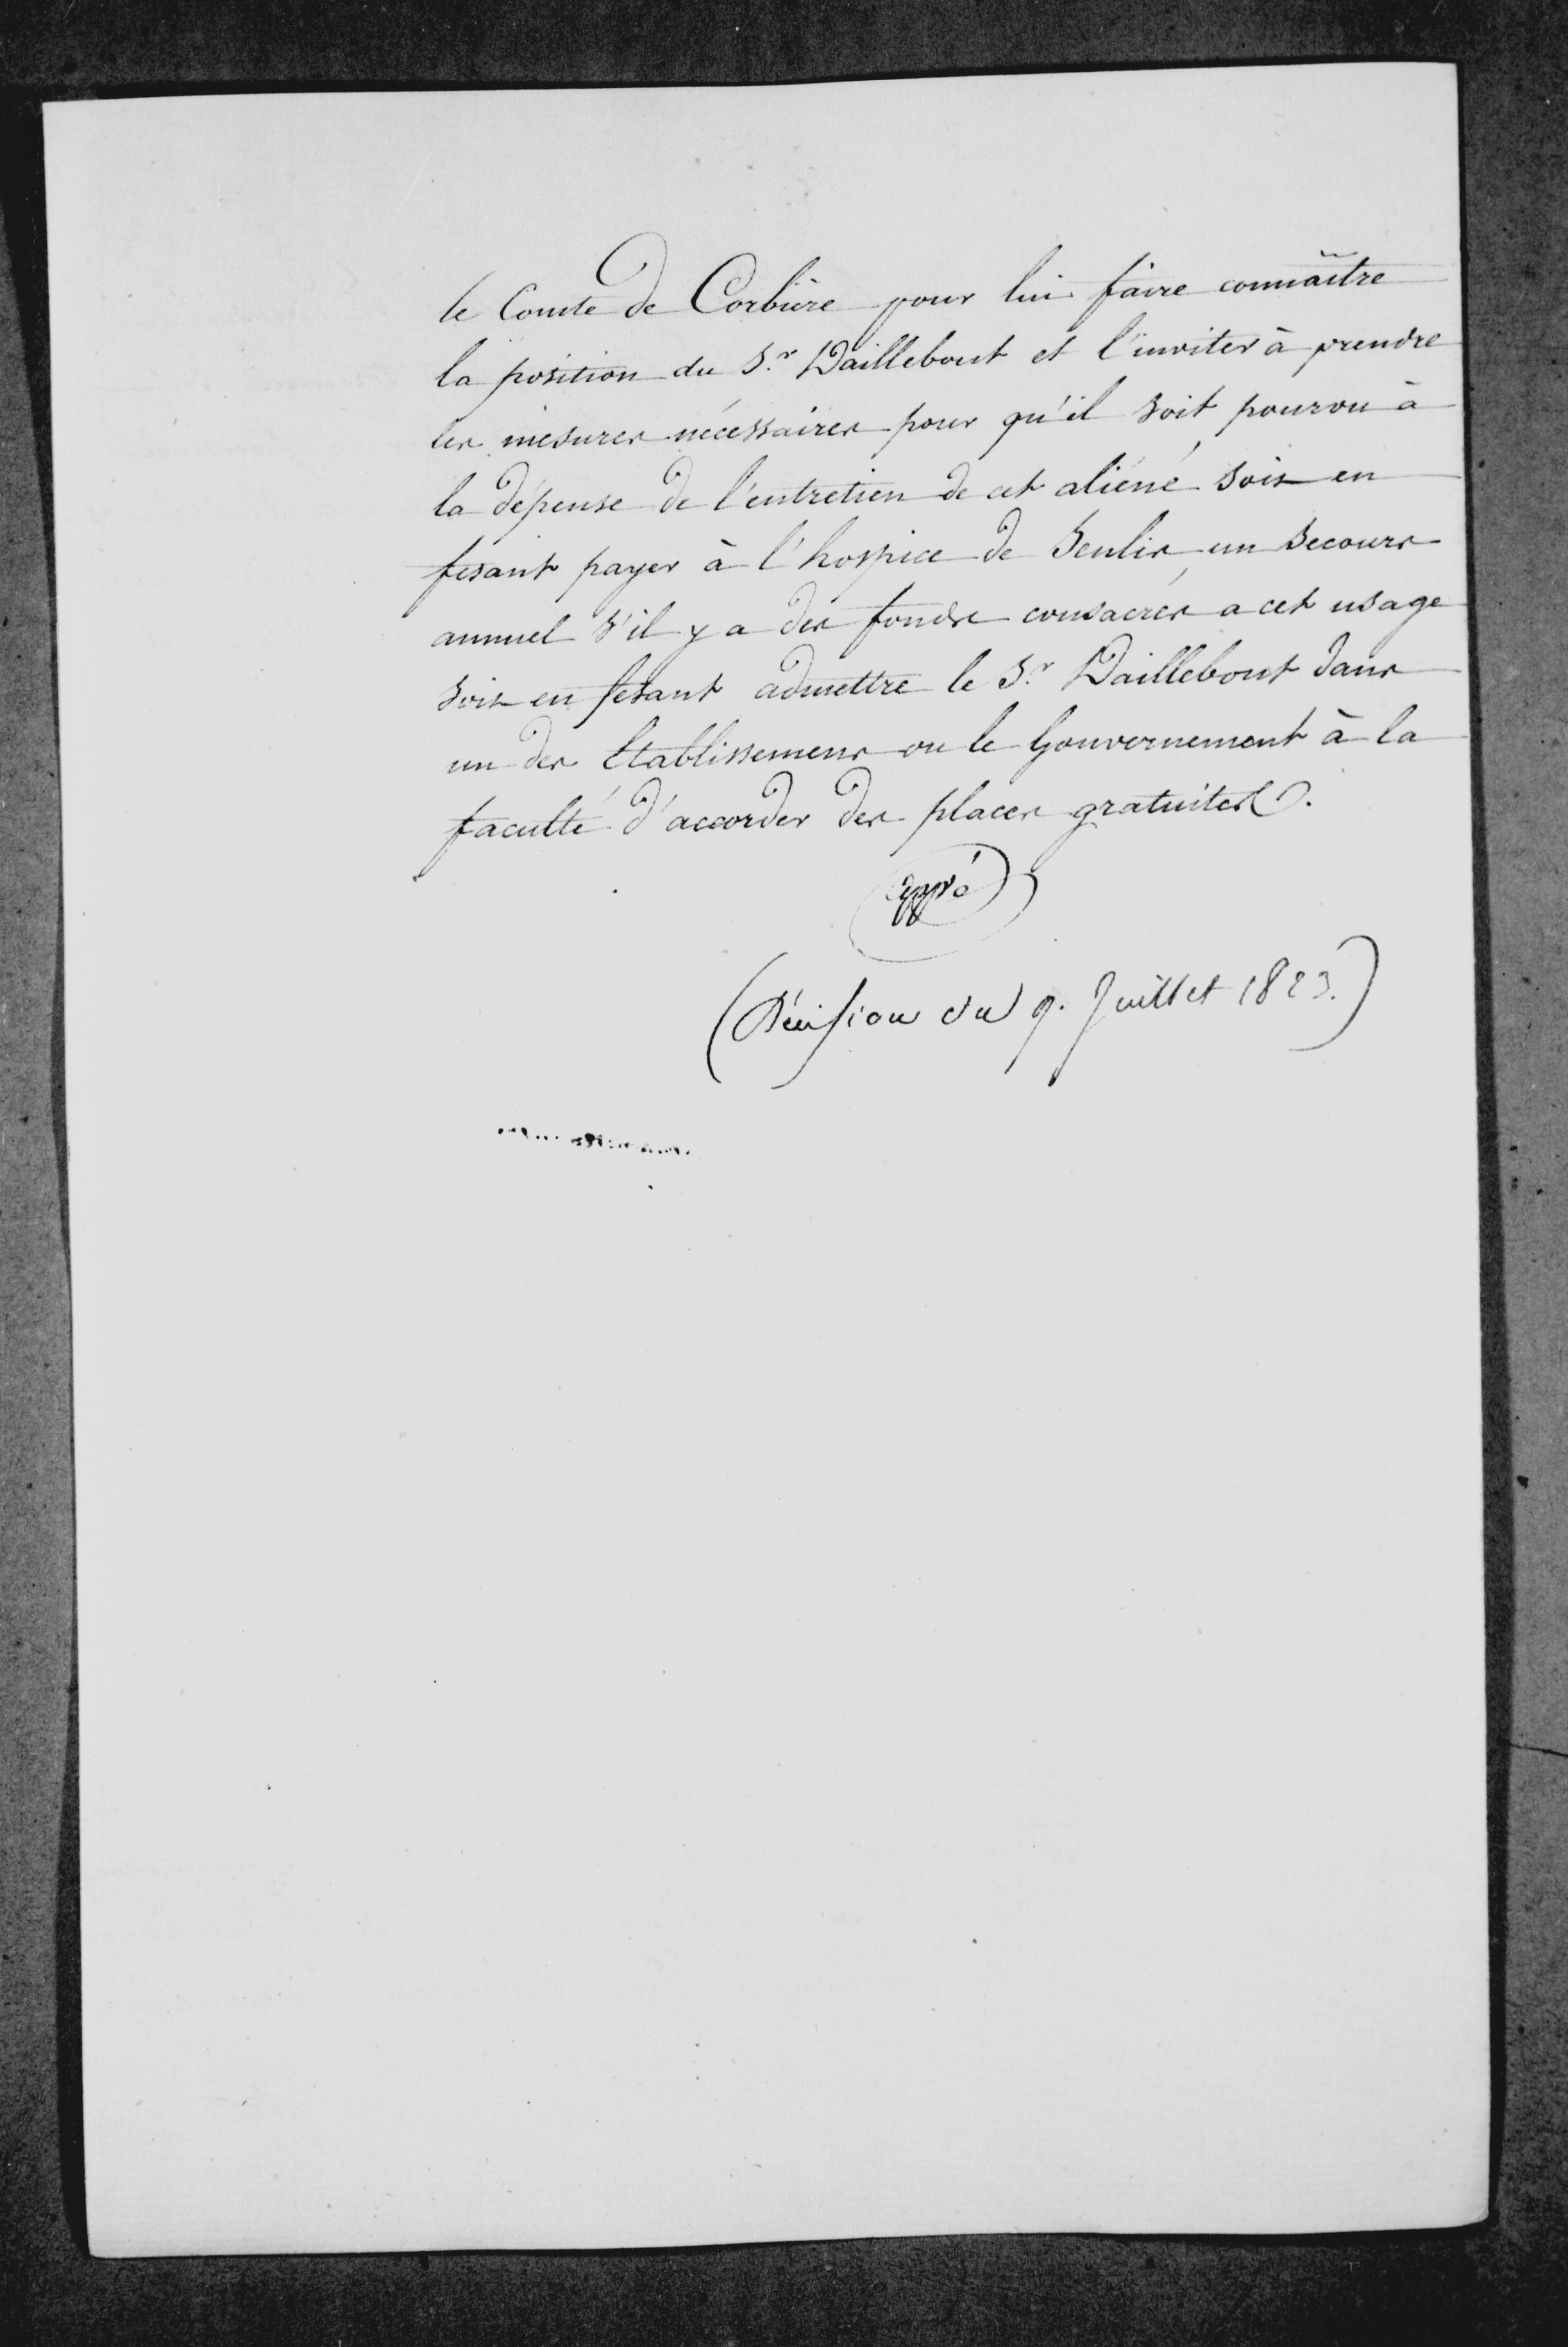 le Comte de Corbière pour lui faire connaître
la position du S.r Daillebout et l'inviter à prendre
les mesures nécessaires pour qu'il soit pourvu à
la dépense de l'entretien de cet aliéné soit en
fesant payer à l'hospice de Senlis un secours
annuel s'il y a des fonds consacrés a cet usage
soit en fesant admettre le S.r Daillebout dans
un des Etablissemens ou le Gouvernement à la
faculté d'accorder des places gratuites.
appvé
(Décision du 9. Juillet 1823.)